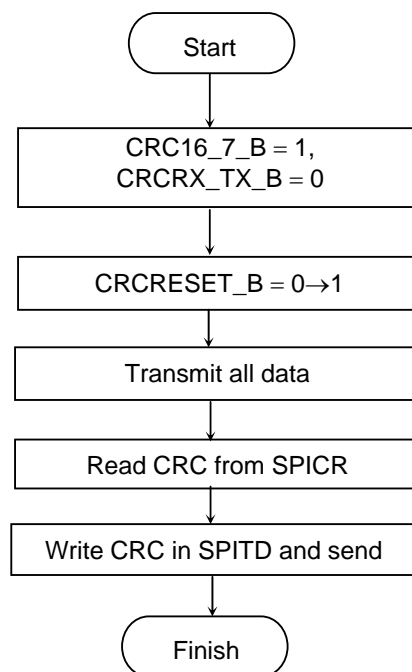 Start
CRC16_7_B = 1,
CRCRX_TX_B = 0
CRCRESET_B = 0→1
Transmit all data
Read CRC from SPICR
Write CRC in SPITD and send
Finish